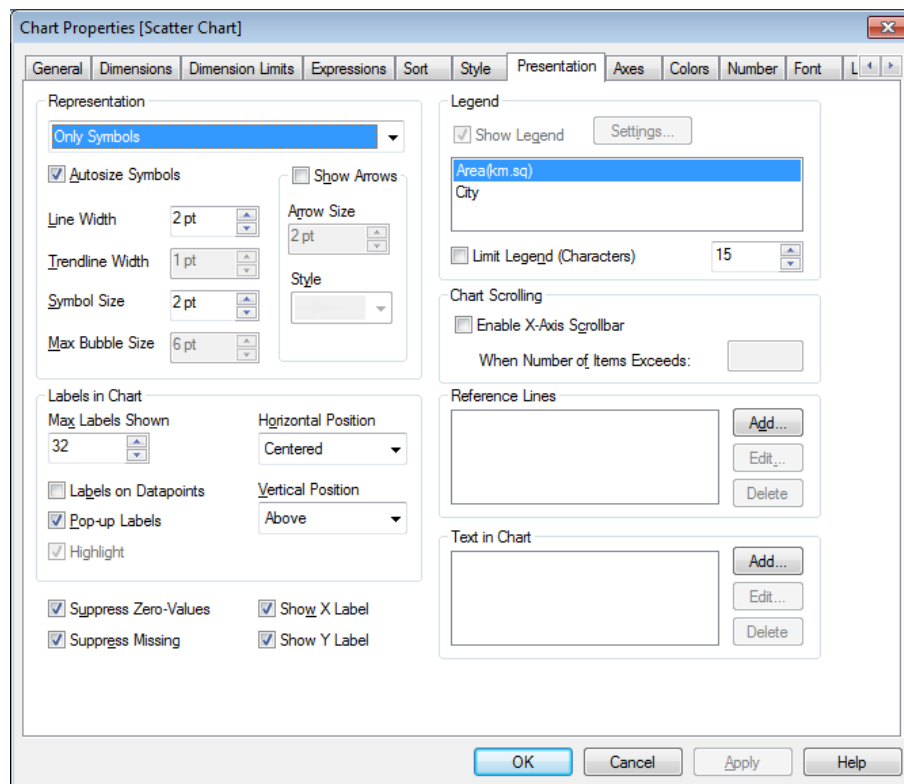 Chart Properties [Scatter Chart]
General Dimensions Dimension Limits Expressions Sort Style Presentation Axes Colors Number Font L
Representation
Only Symbols
Autosize Symbols
Show Arrows
Line Width 2 pt
Arrow Size
2 pt
Trendline Width 1 pt
Style
Symbol Size 2 pt
Max Bubble Size 6 pt
Legend
Show Legend Settings...
Area(km.sq)
City
Limit Legend (Characters) 15
Chart Scrolling
Enable X-Axis Scrollbar
When Number of Items Exceeds:
Labels in Chart
Max Labels Shown
32
Horizontal Position
Centered
Labels on Datapoints
Vertical Position
Pop-up Labels
Above
Highlight
Reference Lines
Add...
Edit...
Delete
Text in Chart
Add...
Edit...
Delete
Suppress Zero-Values Show X Label
Suppress Missing Show Y Label
OK Cancel Apply Help